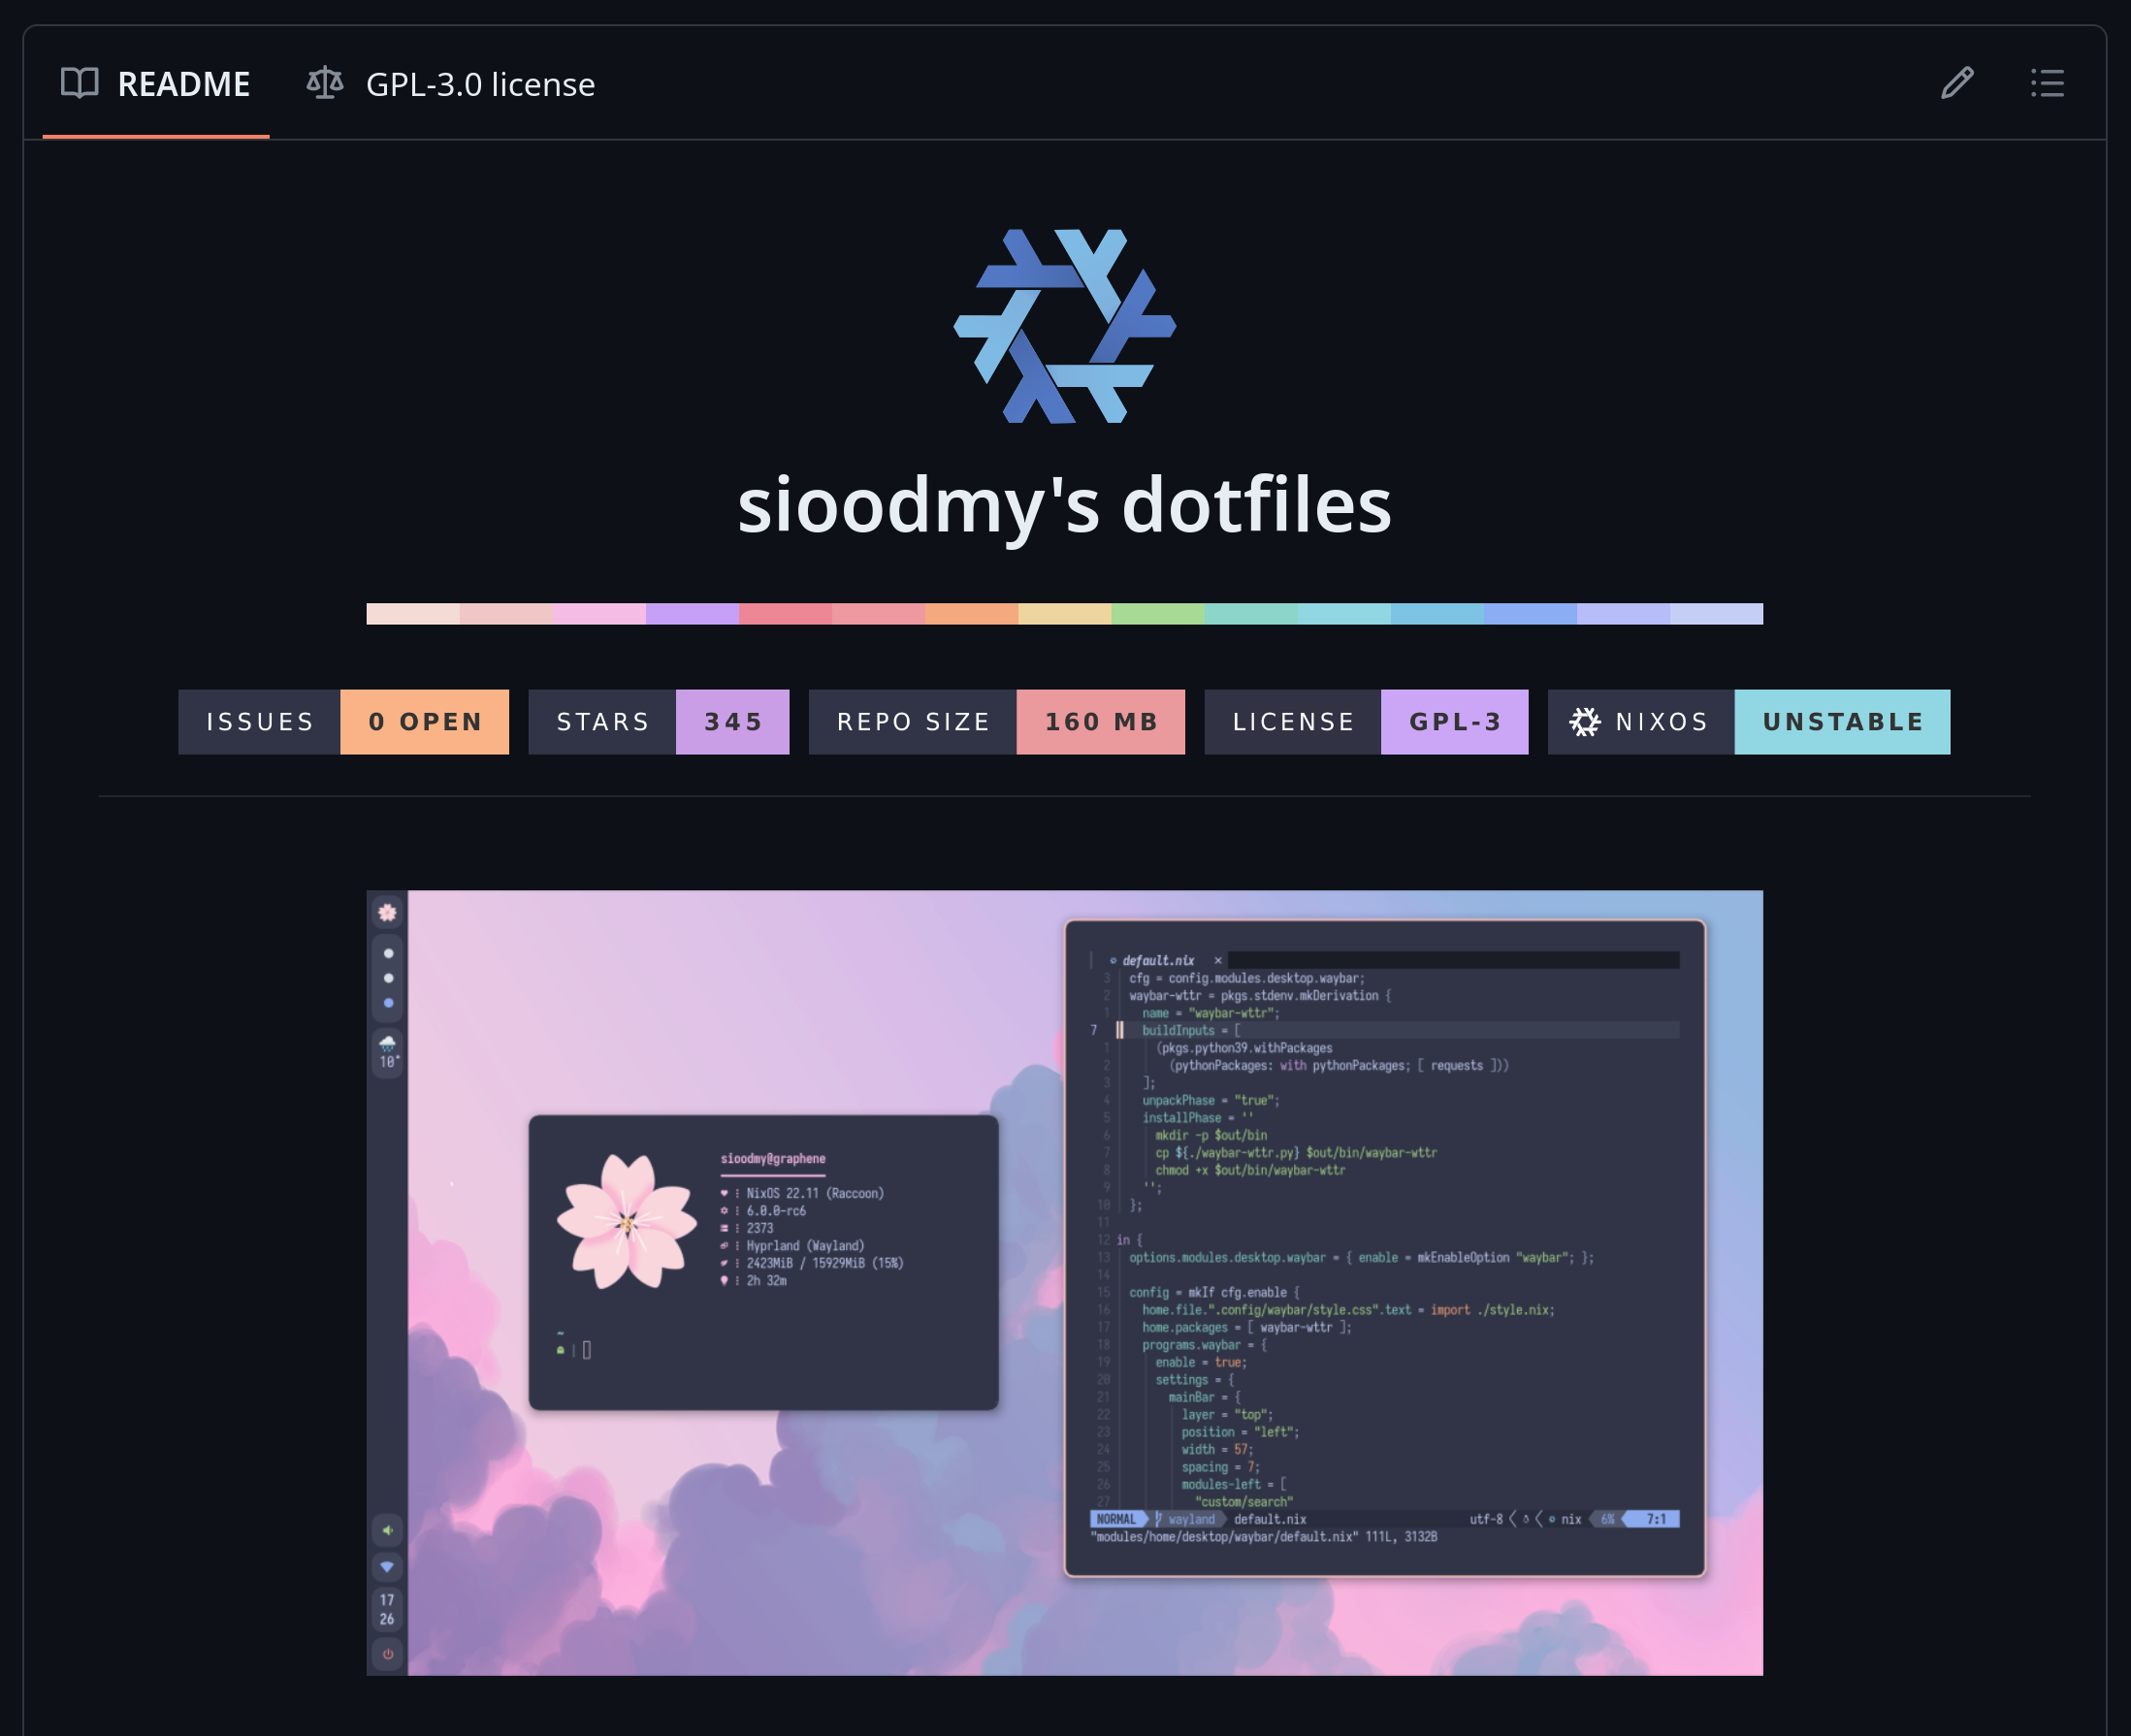 README GPL-3.0 license
sioodmy's dotfiles
ISSUES 0 OPEN STARS 345 REPO SIZE 160 MB LICENSE GPL-3 NIXOS UNSTABLE
10°
17
26
sioodmy@graphene
NixOS 22.11 (Raccoon)
6.0.0-rc6
2373
Hyprland (Wayland)
2423MiB / 15929MiB (15%)
2h 32m
~
default.nix ×
3 cfg = config.modules.desktop.waybar;
2 waybar-wttr = pkgs.stdenv.mkDerivation {
1 name = "waybar-wttr";
7 buildInputs = [
1 (pkgs.python39.withPackages
2 (pythonPackages: with pythonPackages; [ requests ]))
3 ];
4 unpackPhase = "true";
5 installPhase = ''
6 mkdir -p $out/bin
7 cp ${./waybar-wttr.py} $out/bin/waybar-wttr
8 chmod +x $out/bin/waybar-wttr
9 '';
10 };
11
12 in {
13 options.modules.desktop.waybar = { enable = mkEnableOption "waybar"; };
14
15 config = mkIf cfg.enable {
16 home.file.".config/waybar/style.css".text = import ./style.nix;
17 home.packages = [ waybar-wttr ];
18 programs.waybar = {
19 enable = true;
20 settings = {
21 mainBar = {
22 layer = "top";
23 position = "left";
24 width = 57;
25 spacing = 7;
26 modules-left = [
27 "custom/search"
NORMAL wayland default.nix utf-8 nix 6% 7:1
"modules/home/desktop/waybar/default.nix" 111L, 3132B